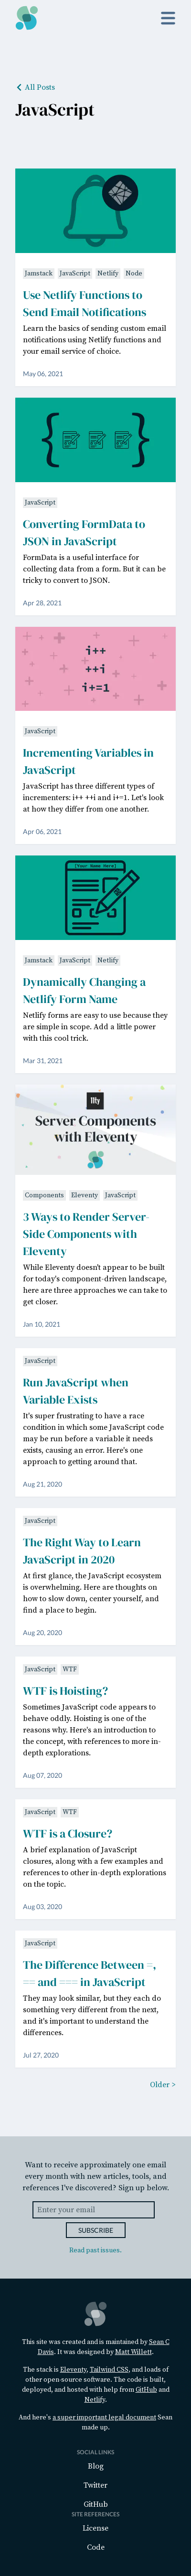 All Posts
JavaScript
Jamstack JavaScript Netlify Node
Use Netlify Functions to
Send Email Notifications
Learn the basics of sending custom email
notifications using Netlify functions and
your email service of choice.
May 06, 2021
JavaScript
Converting FormData to
JSON in JavaScript
FormData is a useful interface for
collecting data from a form. But it can be
tricky to convert to JSON.
Apr 28, 2021
i++
++i
i+=1
JavaScript
Incrementing Variables in
JavaScript
JavaScript has three different types of
incrementers: i++ ++i and i+=1. Let's look
at how they differ from one another.
Apr 06, 2021
[Your Name Here]
Jamstack JavaScript Netlify
Dynamically Changing a
Netlify Form Name
Netlify forms are easy to use because they
are simple in scope. Add a little power
with this cool trick.
Mar 31, 2021
11ty
Server Components
with Eleventy
Components Eleventy JavaScript
3 Ways to Render Server-
Side Components with
Eleventy
While Eleventy doesn't appear to be built
for today's component-driven landscape,
here are three approaches we can take to
get closer.
Jan 10, 2021
JavaScript
Run JavaScript when
Variable Exists
It's super frustrating to have a race
condition in which some JavaScript code
may be ran before a variable it needs
exists, causing an error. Here's one
approach to getting around that.
Aug 21, 2020
JavaScript
The Right Way to Learn
JavaScript in 2020
At first glance, the JavaScript ecosystem
is overwhelming. Here are thoughts on
how to slow down, center yourself, and
find a place to begin.
Aug 20, 2020
JavaScript WTF
WTF is Hoisting?
Sometimes JavaScript code appears to
behave oddly. Hoisting is one of the
reasons why. Here's an introduction to
the concept, with references to more in-
depth explorations.
Aug 07, 2020
JavaScript WTF
WTF is a Closure?
A brief explanation of JavaScript
closures, along with a few examples and
references to other in-depth explorations
on the topic.
Aug 03, 2020
JavaScript
The Difference Between =,
== and === in JavaScript
They may look similar, but they each do
something very different from the next,
and it's important to understand the
differences.
Jul 27, 2020
Older >
Want to receive approximately one email
every month with new articles, tools, and
references I've discovered? Sign up below.
Enter your email
SUBSCRIBE
Read past issues.
This site was created and is maintained by Sean C
Davis. It was designed by Matt Willett.
The stack is Eleventy, Tailwind CSS, and loads of
other open-source software. The code is built,
deployed, and hosted with help from GitHub and
Netlify.
And here's a super important legal document Sean
made up.
SOCIAL LINKS
Blog
Twitter
GitHub
SITE REFERENCES
License
Code